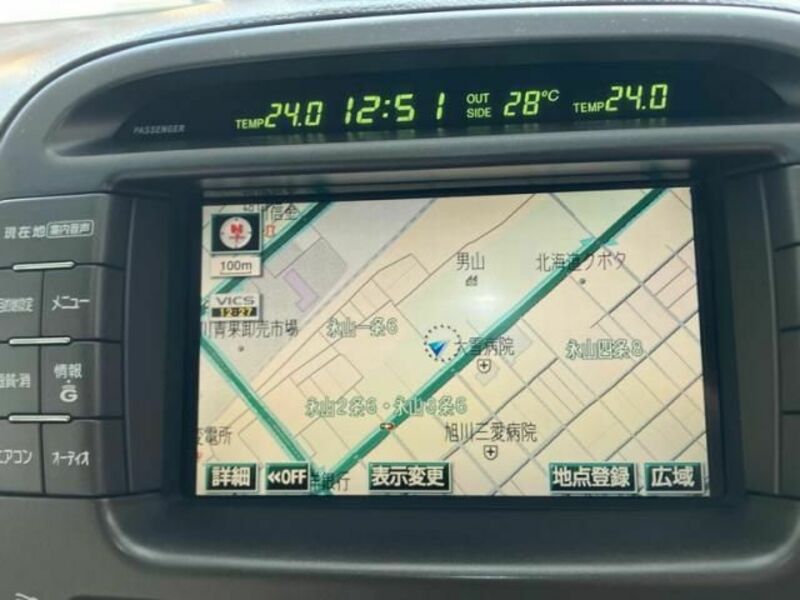 PASSENGER
TEMP 24.0 12:51 OUT SIDE 28°C TEMP 24.0
現在地 案内音声
メニュー
情報
G
オーディオ
100m
VICS
12:27
信金
男山
北海道クボタ
川青果卸売市場
永山一条6
大雪病院
永山四条8
永山2条6・永山3条6
旭川三愛病院
変電所
銀行
詳細
≪OFF
表示変更
地点登録
広域